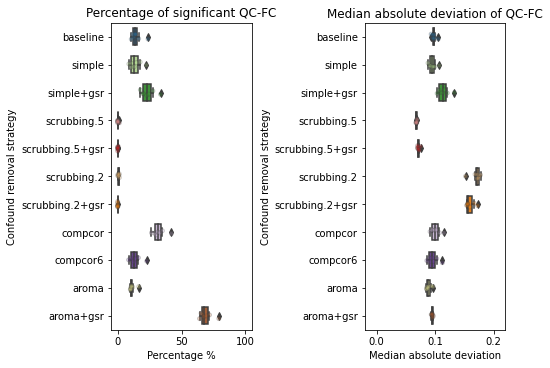 Percentage of significant QC-FC
Confound removal strategy
baseline
simple
simple+gsr
scrubbing.5
scrubbing.5+gsr
scrubbing.2
scrubbing.2+gsr
compcor
compcor6
aroma
aroma+gsr
0
50
100
Percentage %
Median absolute deviation of QC-FC
Confound removal strategy
baseline
simple
simple+gsr
scrubbing.5
scrubbing.5+gsr
scrubbing.2
scrubbing.2+gsr
compcor
compcor6
aroma
aroma+gsr
0.0
0.1
0.2
Median absolute deviation